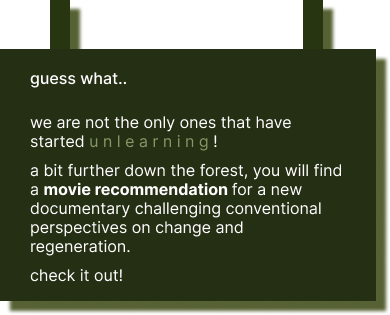 guess what..
we are not the only ones that have
started unlearning!
a bit further down the forest, you will find
a movie recommendation for a new
documentary challenging conventional
perspectives on change and
regeneration.
check it out!